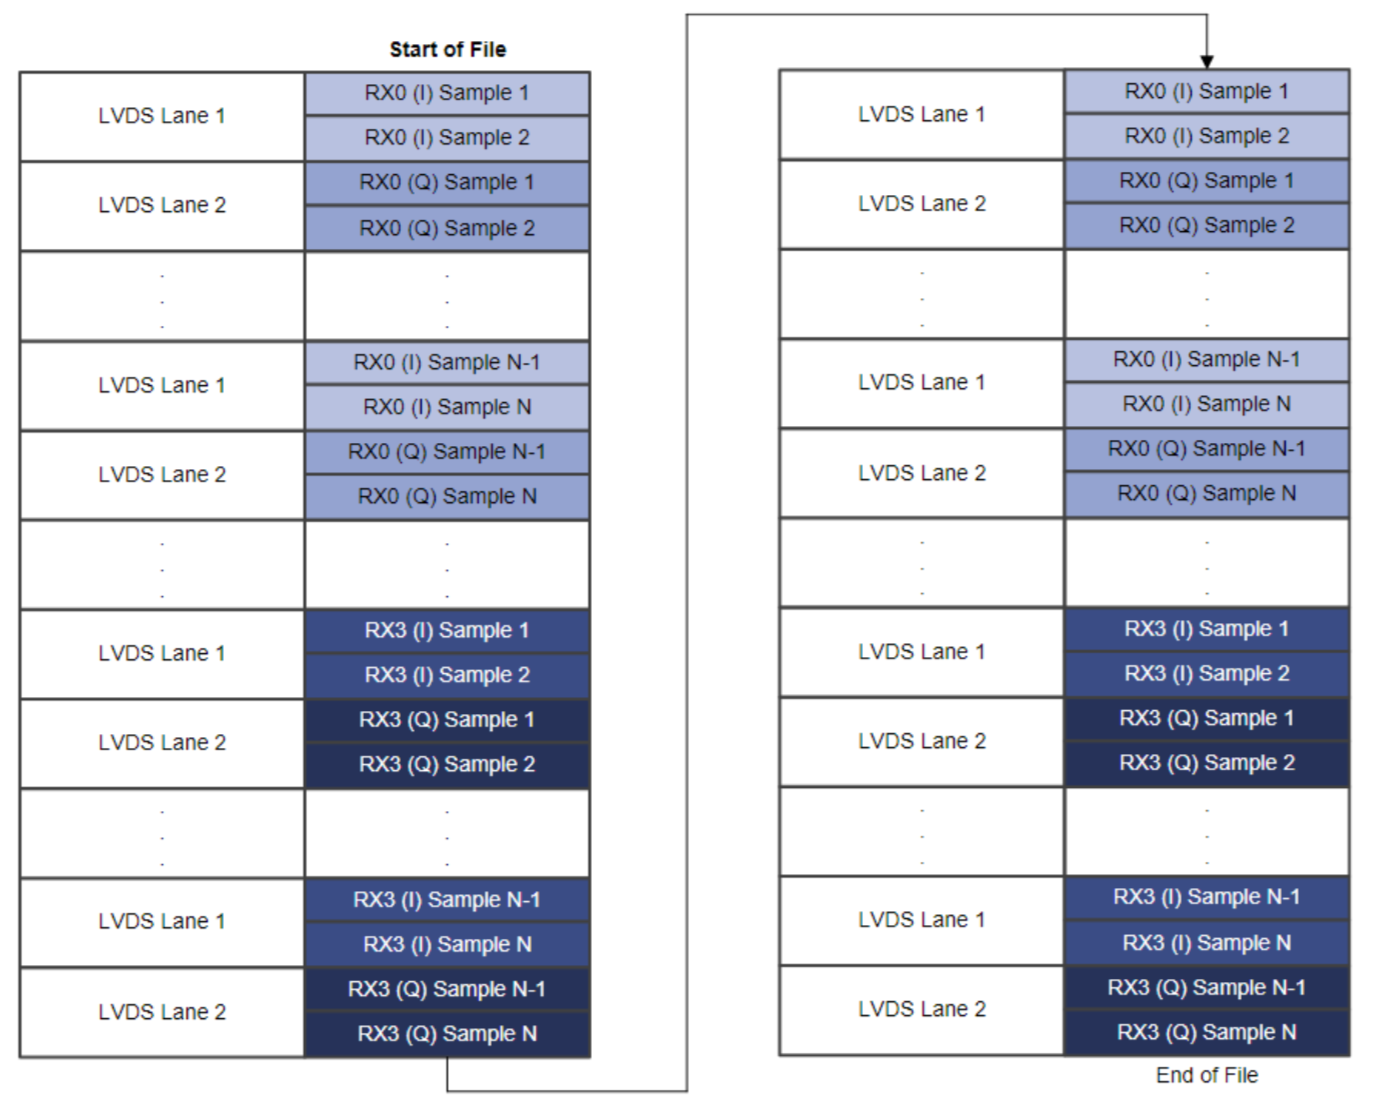 Start of File
LVDS Lane 1
RX0 (I) Sample 1
RX0 (I) Sample 2
LVDS Lane 2
RX0 (Q) Sample 1
RX0 (Q) Sample 2
.
.
.
.
.
.
LVDS Lane 1
RX0 (I) Sample N-1
RX0 (I) Sample N
LVDS Lane 2
RX0 (Q) Sample N-1
RX0 (Q) Sample N
.
.
.
.
.
.
LVDS Lane 1
RX3 (I) Sample 1
RX3 (I) Sample 2
LVDS Lane 2
RX3 (Q) Sample 1
RX3 (Q) Sample 2
.
.
.
.
.
.
LVDS Lane 1
RX3 (I) Sample N-1
RX3 (I) Sample N
LVDS Lane 2
RX3 (Q) Sample N-1
RX3 (Q) Sample N
LVDS Lane 1
RX0 (I) Sample 1
RX0 (I) Sample 2
LVDS Lane 2
RX0 (Q) Sample 1
RX0 (Q) Sample 2
.
.
.
.
.
.
LVDS Lane 1
RX0 (I) Sample N-1
RX0 (I) Sample N
LVDS Lane 2
RX0 (Q) Sample N-1
RX0 (Q) Sample N
.
.
.
.
.
.
LVDS Lane 1
RX3 (I) Sample 1
RX3 (I) Sample 2
LVDS Lane 2
RX3 (Q) Sample 1
RX3 (Q) Sample 2
.
.
.
.
.
.
LVDS Lane 1
RX3 (I) Sample N-1
RX3 (I) Sample N
LVDS Lane 2
RX3 (Q) Sample N-1
RX3 (Q) Sample N
End of File